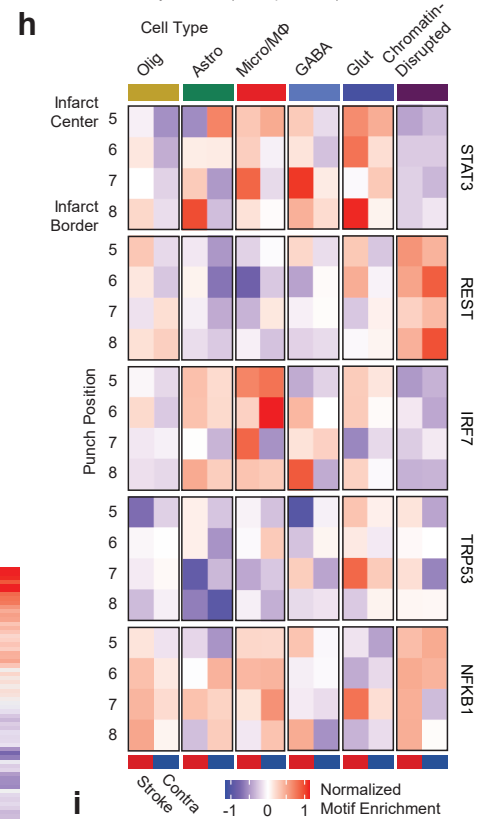 h
Cell Type
Olig
Astro
Micro/MΦ
GABA
Glut
Chromatin-
Disrupted
Infarct
Center
5
6
7
Infarct
Border
8
STAT3
5
6
7
8
REST
Punch Position
5
6
7
8
IRF7
5
6
7
8
TRP53
5
6
7
8
NFKB1
Stroke
Contra
-1 0 1
Normalized
Motif Enrichment
i